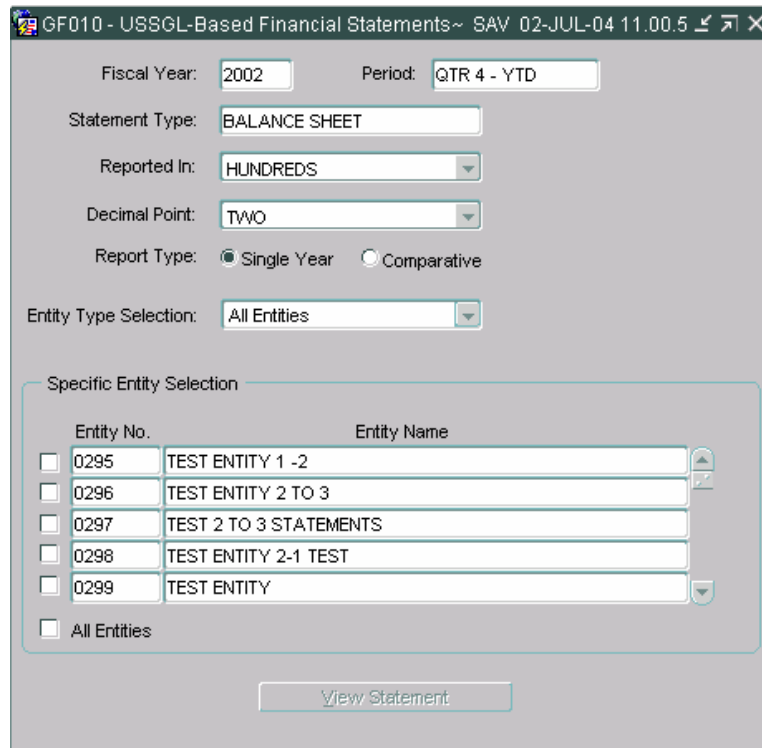 GF010 - USSGL-Based Financial Statements~ SAV 02-JUL-04 11.00.5
Fiscal Year: 2002 Period: QTR 4 - YTD
Statement Type: BALANCE SHEET
Reported In: HUNDREDS
Decimal Point: TWO
Report Type: Single Year Comparative
Entity Type Selection: All Entities
Specific Entity Selection
Entity No. Entity Name
0295 TEST ENTITY 1 -2
0296 TEST ENTITY 2 TO 3
0297 TEST 2 TO 3 STATEMENTS
0298 TEST ENTITY 2-1 TEST
0299 TEST ENTITY
All Entities
View Statement